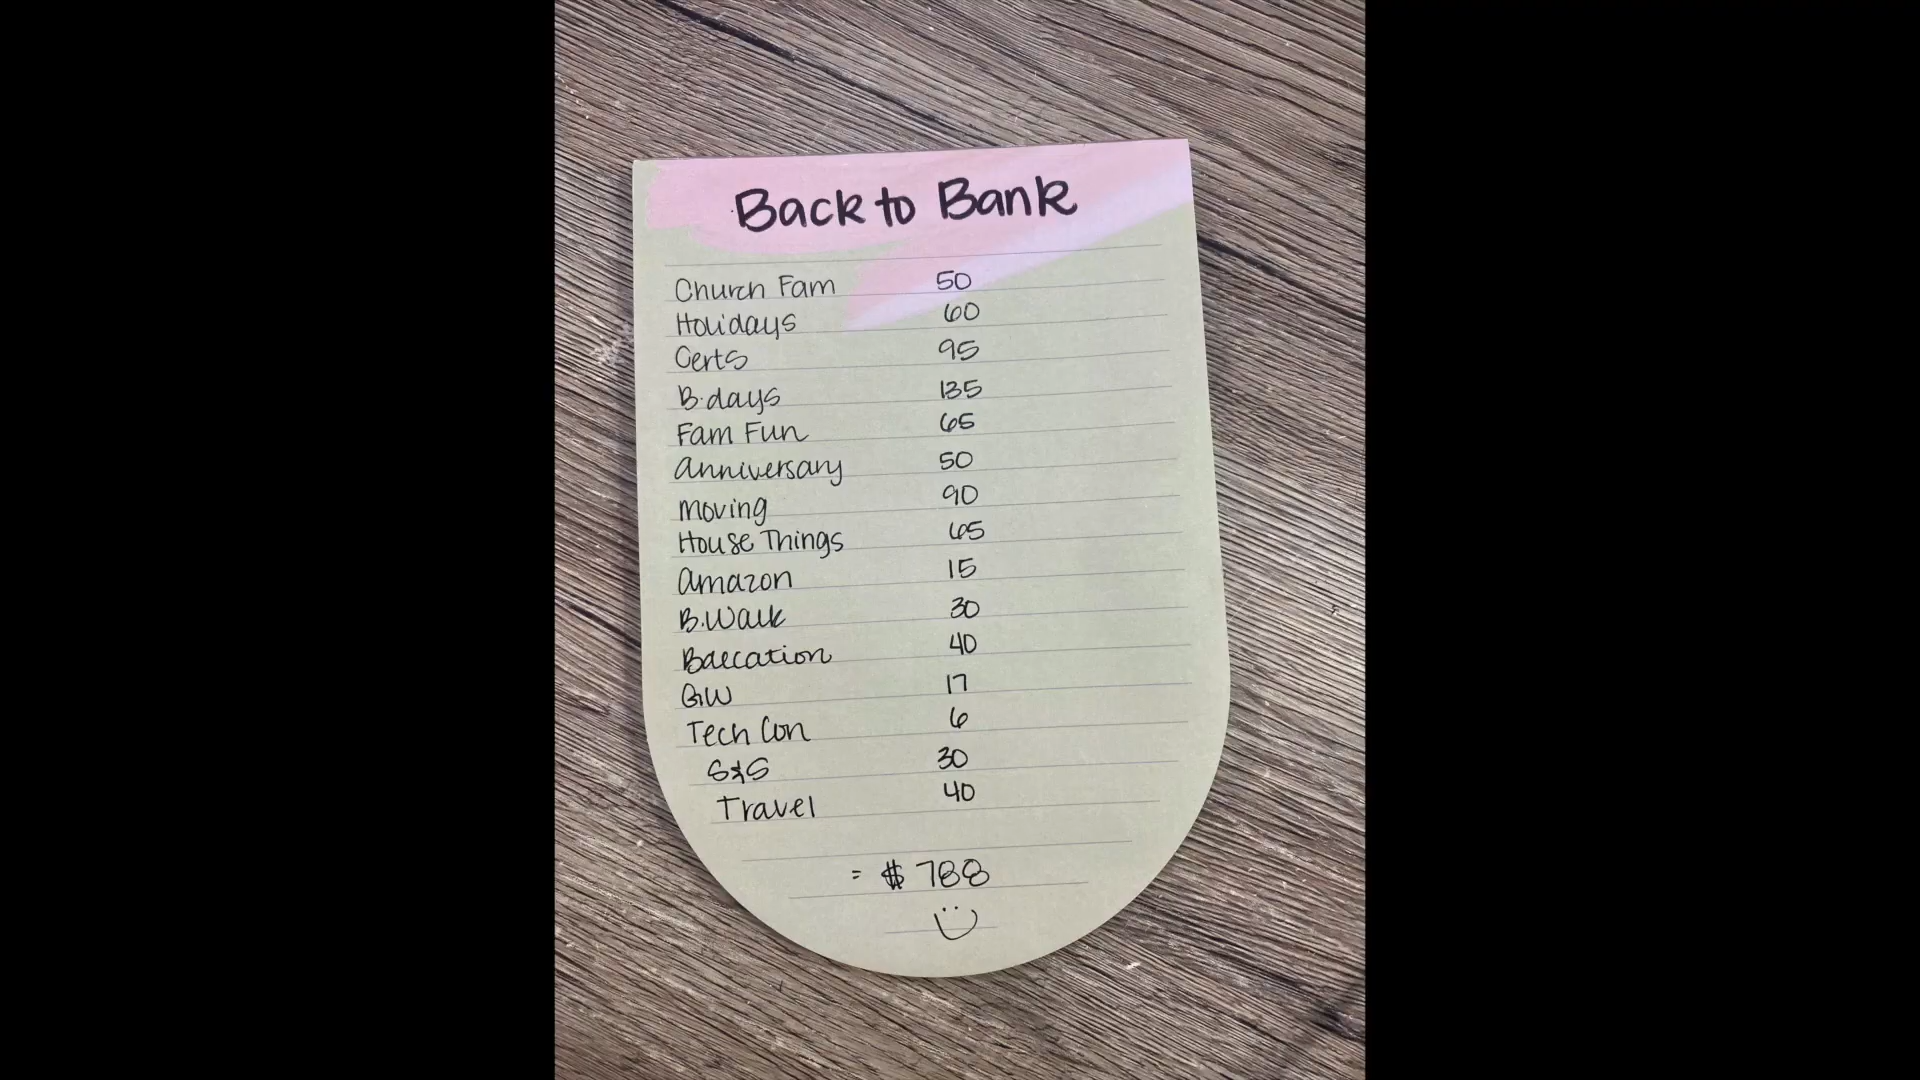 Back to Bank
Church Fam 50
Holidays 60
Certs 95
B.days 135
Fam Fun 65
Anniversary 50
Moving 90
House Things 65
Amazon 15
B.Walk 30
Baecation 40
GW 17
Tech Con 6
S&S 30
Travel 40
= $788